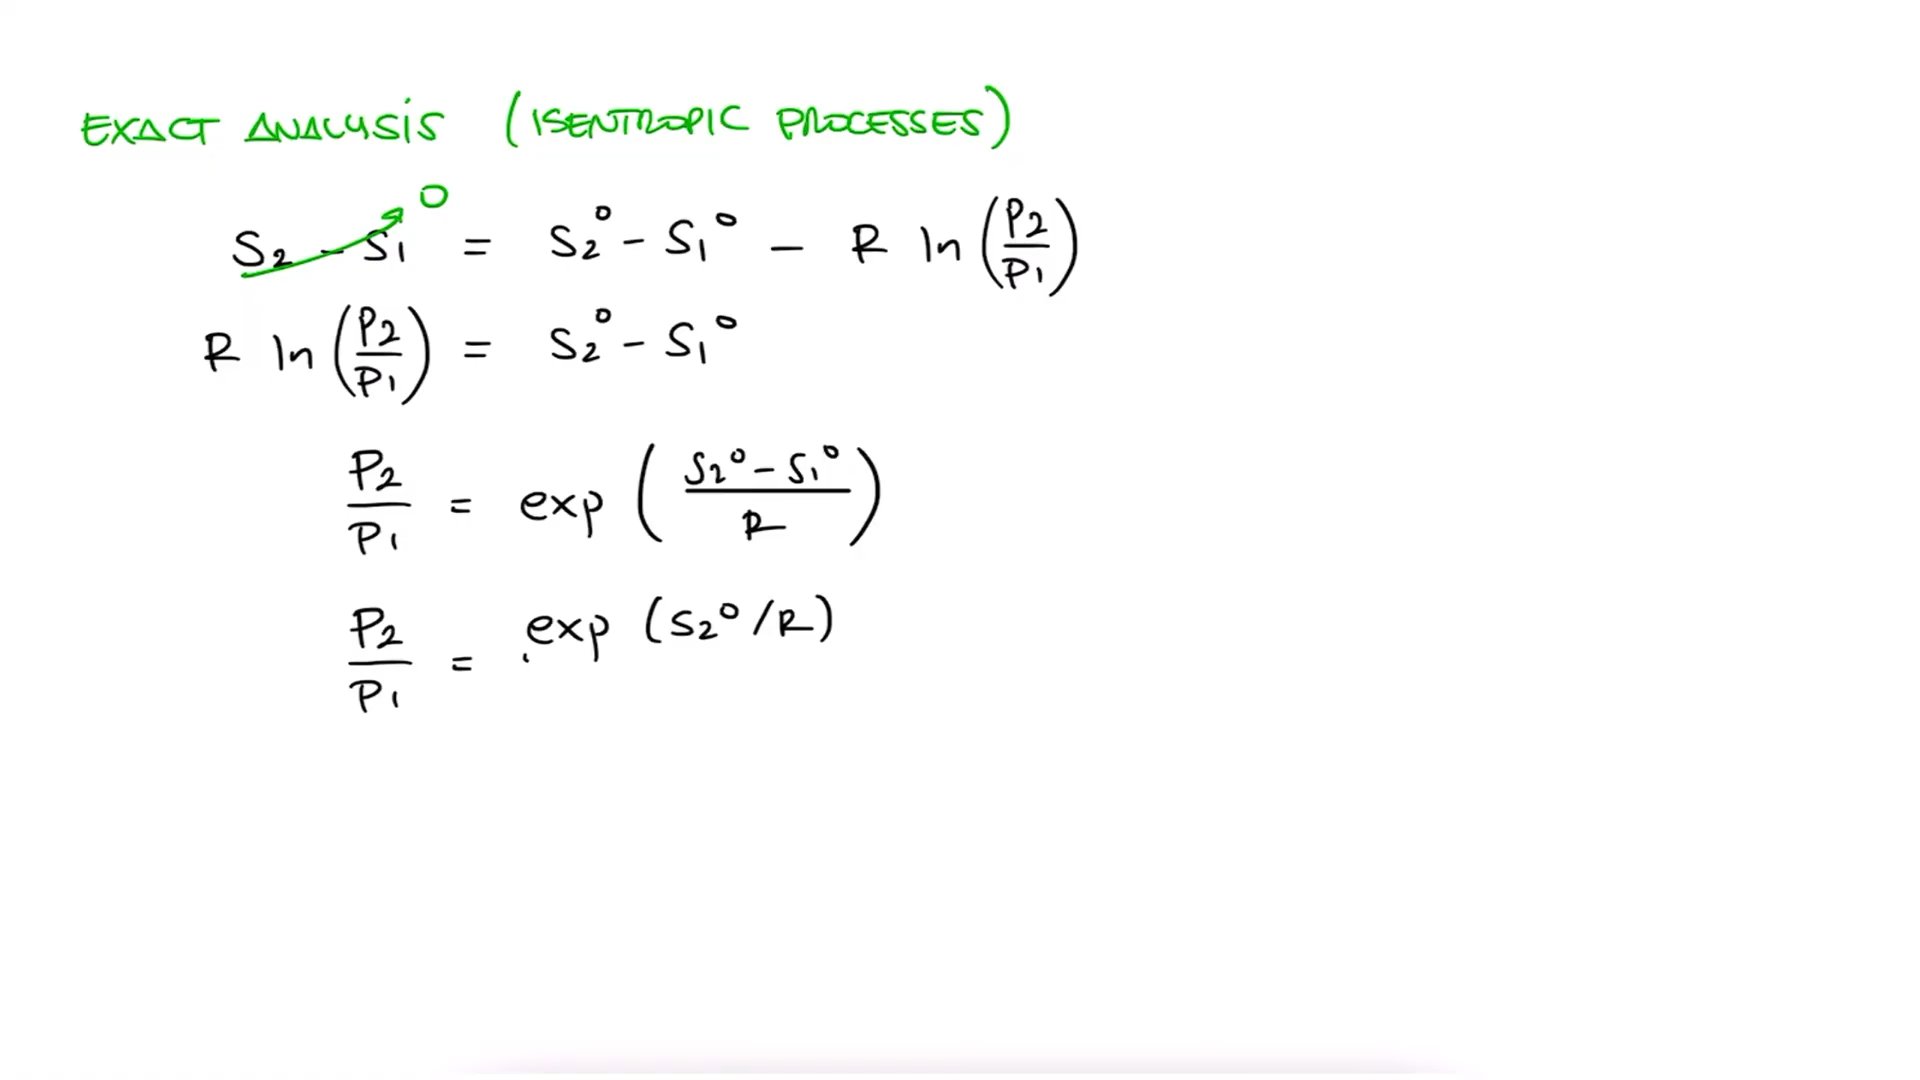 EXACT ANALYSIS (ISENTROPIC PROCESSES)
S₂ - S₁ → 0 = S₂° - S₁° - R ln (P₂/P₁)
R ln (P₂/P₁) = S₂° - S₁°
P₂/P₁ = exp ((S₂° - S₁°)/R)
P₂/P₁ = exp (S₂°/R)